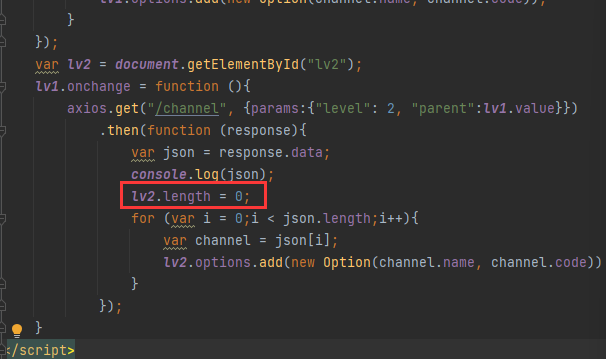 lv1.options.add(new Option(channel.name, channel.code));
}
});
var lv2 = document.getElementById("lv2");
lv1.onchange = function (){
axios.get("/channel", {params:{"level": 2, "parent":lv1.value}})
.then(function (response){
var json = response.data;
console.log(json);
lv2.length = 0;
for (var i = 0;i < json.length;i++){
var channel = json[i];
lv2.options.add(new Option(channel.name, channel.code))
}
});
}
</script>